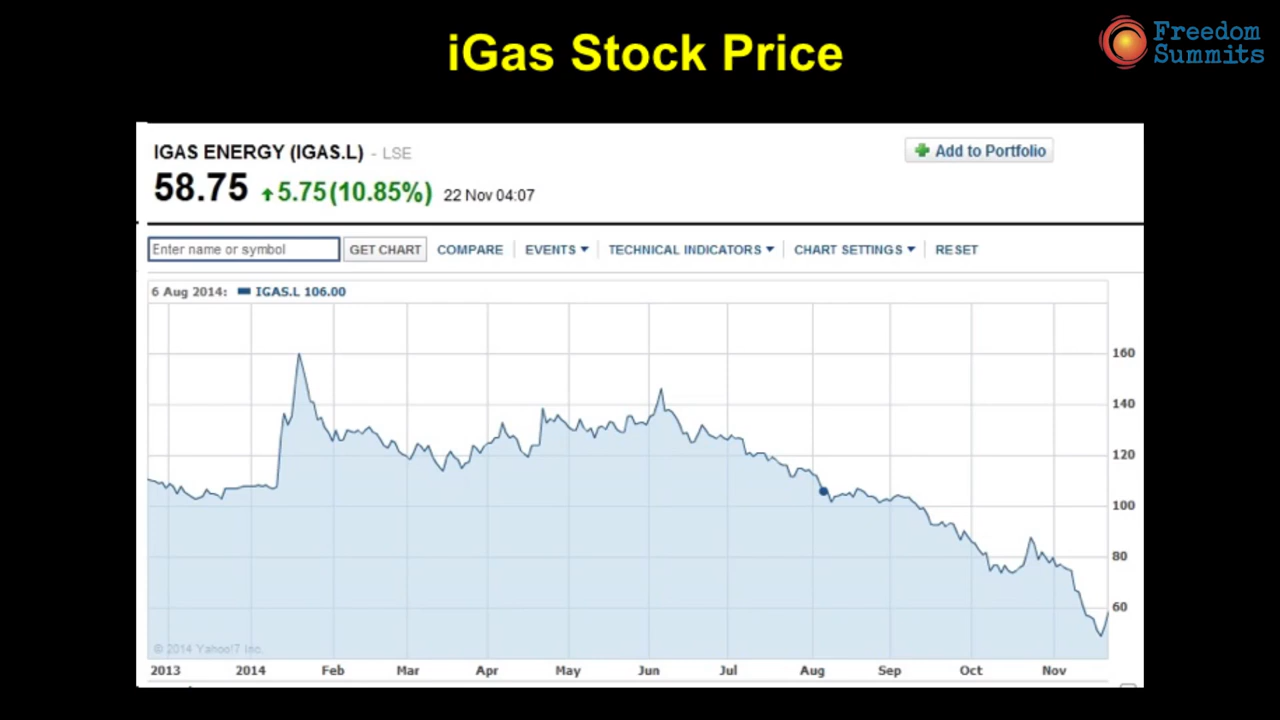 iGas Stock Price
Freedom
Summits
IGAS ENERGY (IGAS.L) - LSE
Add to Portfolio
58.75 5.75(10.85%) 22 Nov 04:07
Enter name or symbol GET CHART COMPARE EVENTS TECHNICAL INDICATORS CHART SETTINGS RESET
6 Aug 2014: IGAS.L 106.00
160
140
120
100
80
60
© 2014 Yahoo!7 Inc.
2013 2014 Feb Mar Apr May Jun Jul Aug Sep Oct Nov